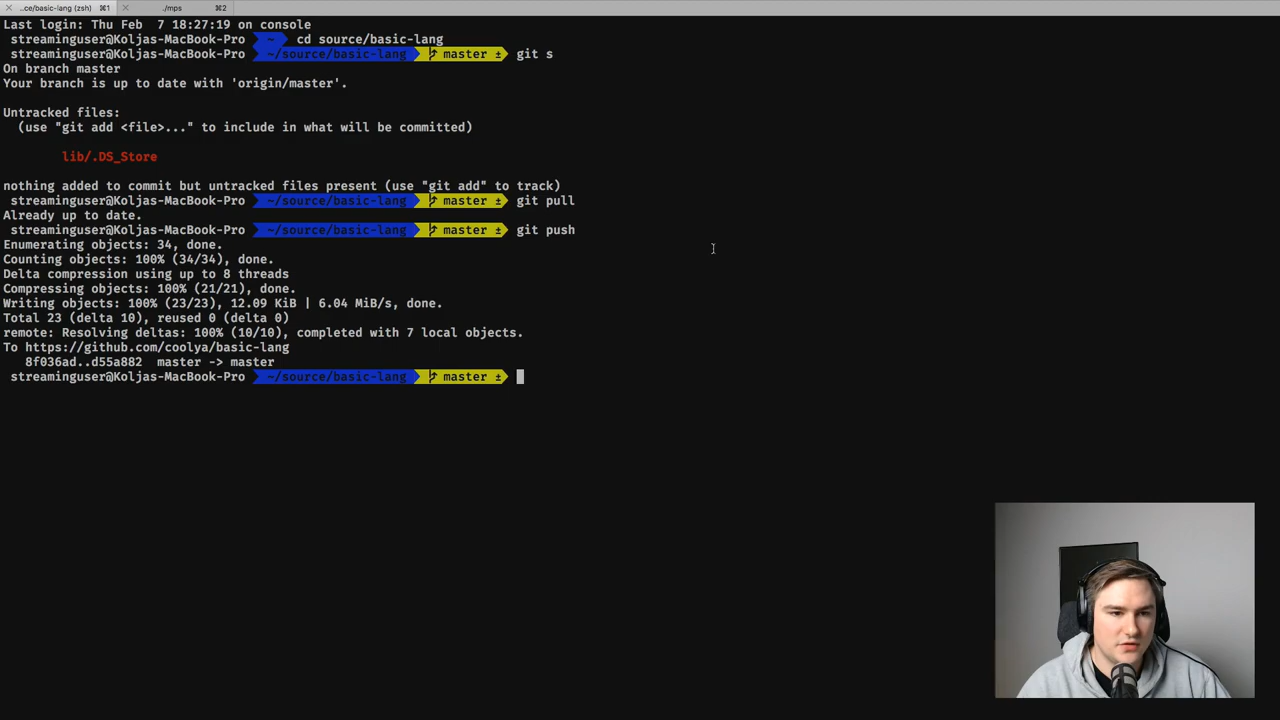 ..ce/basic-lang (zsh) ⌘1 ./mps ⌘2
Last login: Thu Feb  7 18:27:19 on console
streaminguser@Koljas-MacBook-Pro ~ cd source/basic-lang
streaminguser@Koljas-MacBook-Pro ~/source/basic-lang master ± git s
On branch master
Your branch is up to date with 'origin/master'.
Untracked files:
(use "git add <file>..." to include in what will be committed)
lib/.DS_Store
nothing added to commit but untracked files present (use "git add" to track)
streaminguser@Koljas-MacBook-Pro ~/source/basic-lang master ± git pull
Already up to date.
streaminguser@Koljas-MacBook-Pro ~/source/basic-lang master ± git push
Enumerating objects: 34, done.
Counting objects: 100% (34/34), done.
Delta compression using up to 8 threads
Compressing objects: 100% (21/21), done.
Writing objects: 100% (23/23), 12.09 KiB | 6.04 MiB/s, done.
Total 23 (delta 10), reused 0 (delta 0)
remote: Resolving deltas: 100% (10/10), completed with 7 local objects.
To https://github.com/coolya/basic-lang
8f036ad..d55a882  master -> master
streaminguser@Koljas-MacBook-Pro ~/source/basic-lang master ±